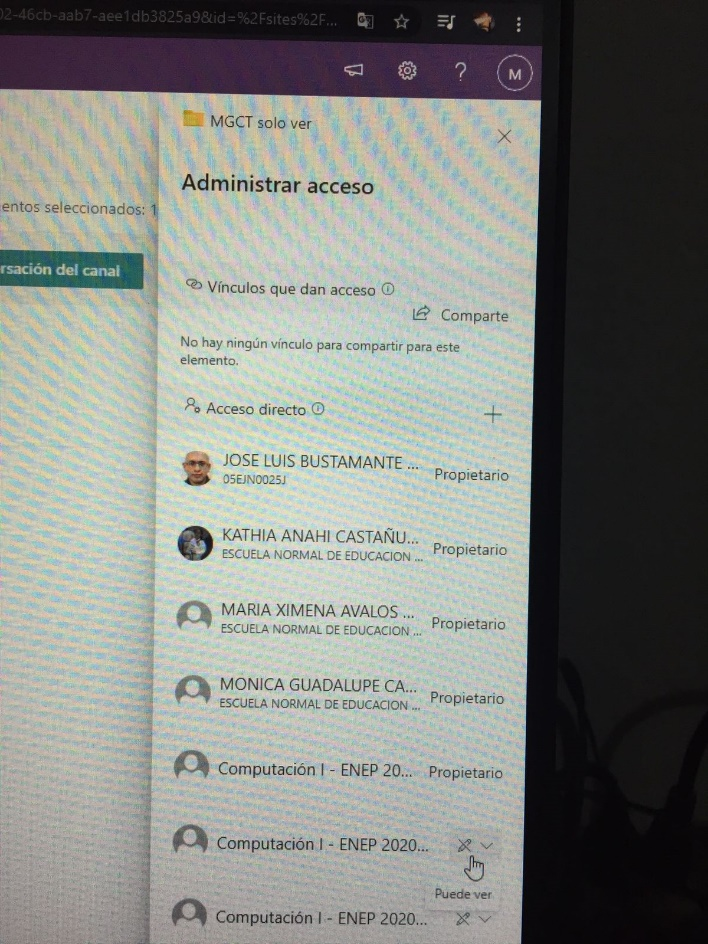 02-46cb-aab7-aee1db3825a9&id=%2Fsites%2F...
M
MGCT solo ver
Administrar acceso
entos seleccionados: 1
rsación del canal
Vínculos que dan acceso
Comparte
No hay ningún vínculo para compartir para este
elemento.
Acceso directo
JOSE LUIS BUSTAMANTE ...
05EJN0025J
Propietario
KATHIA ANAHI CASTAÑU...
ESCUELA NORMAL DE EDUCACION ...
Propietario
MARIA XIMENA AVALOS ...
ESCUELA NORMAL DE EDUCACION ...
Propietario
MONICA GUADALUPE CA...
ESCUELA NORMAL DE EDUCACION ...
Propietario
Computación I - ENEP 20...
Propietario
Computación I - ENEP 2020...
Puede ver
Computación I - ENEP 2020...